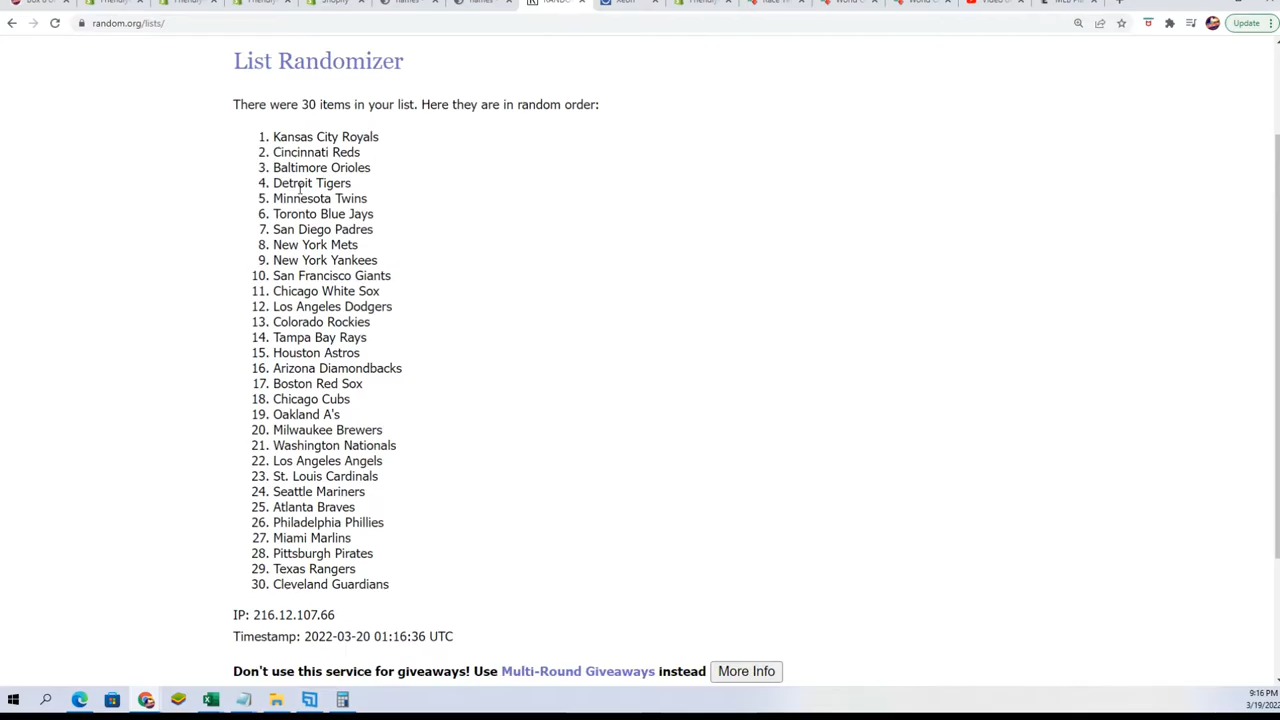 random.org/lists/
Update
List Randomizer
There were 30 items in your list. Here they are in random order:
1. Kansas City Royals
2. Cincinnati Reds
3. Baltimore Orioles
4. Detroit Tigers
5. Minnesota Twins
6. Toronto Blue Jays
7. San Diego Padres
8. New York Mets
9. New York Yankees
10. San Francisco Giants
11. Chicago White Sox
12. Los Angeles Dodgers
13. Colorado Rockies
14. Tampa Bay Rays
15. Houston Astros
16. Arizona Diamondbacks
17. Boston Red Sox
18. Chicago Cubs
19. Oakland A's
20. Milwaukee Brewers
21. Washington Nationals
22. Los Angeles Angels
23. St. Louis Cardinals
24. Seattle Mariners
25. Atlanta Braves
26. Philadelphia Phillies
27. Miami Marlins
28. Pittsburgh Pirates
29. Texas Rangers
30. Cleveland Guardians
IP: 216.12.107.66
Timestamp: 2022-03-20 01:16:36 UTC
Don't use this service for giveaways! Use Multi-Round Giveaways instead More Info
9:16 PM